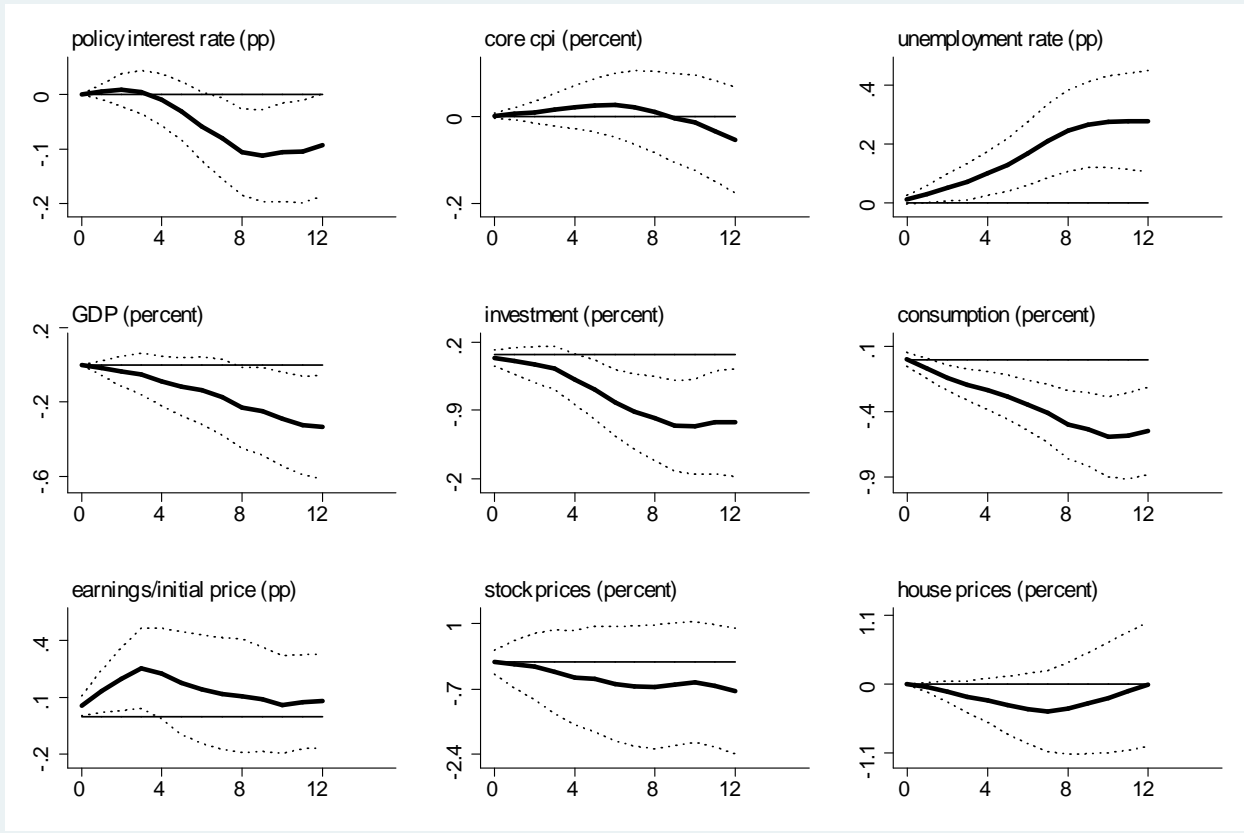 policy interest rate (pp)
0
-.1
-.2
0 4 8 12
core cpi (percent)
0
-.2
0 4 8 12
unemployment rate (pp)
.4
.2
0
0 4 8 12
GDP (percent)
.2
-.2
-.6
0 4 8 12
investment (percent)
.2
-.9
-2
0 4 8 12
consumption (percent)
.1
-.4
-.9
0 4 8 12
earnings/initial price (pp)
.4
.1
-.2
0 4 8 12
stock prices (percent)
1
-.7
-2.4
0 4 8 12
house prices (percent)
1.1
0
-1.1
0 4 8 12